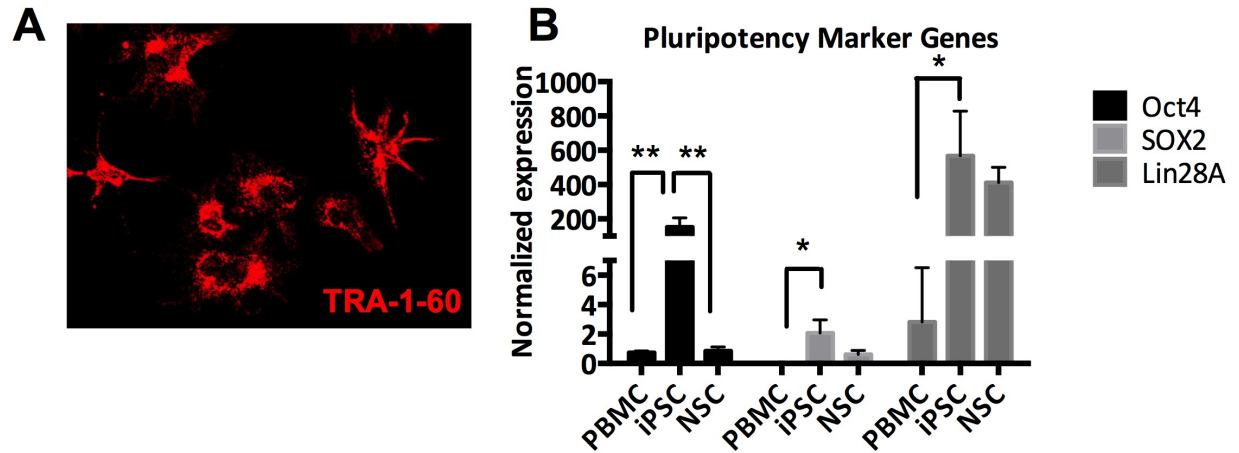 A
TRA-1-60
B
Pluripotency Marker Genes
Normalized expression
1000
800
600
400
200
6
4
2
0
** **
*
*
PBMC
iPSC
NSC
PBMC
iPSC
NSC
PBMC
iPSC
NSC
Oct4
SOX2
Lin28A